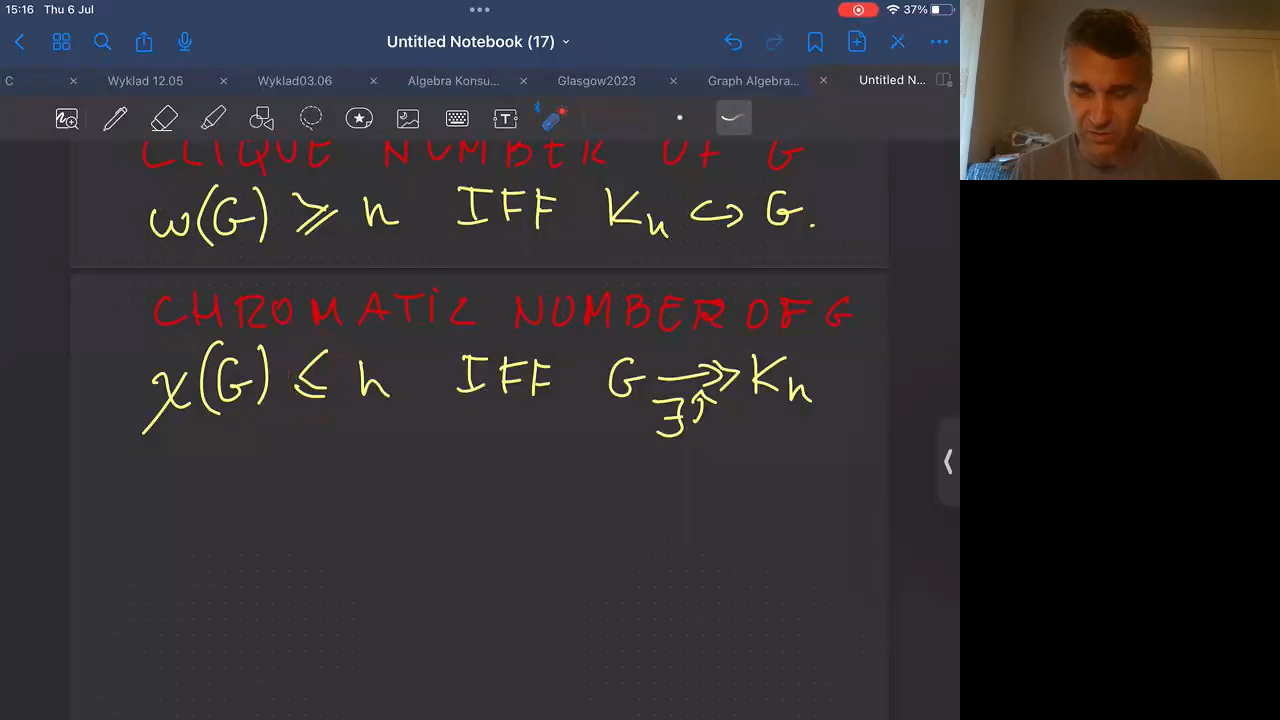 15:16 Thu 6 Jul 37%
Untitled Notebook (17)
C Wyklad 12.05 Wyklad03.06 Algebra Konsu... Glasgow2023 Graph Algebra... Untitled N...
CLIQUE NUMBER OF G
ω(G) ⩾ n IFF Kₙ ↪ G.
CHROMATIC NUMBER OF G
χ(G) ≤ n IFF G ↠ Kₙ
∃